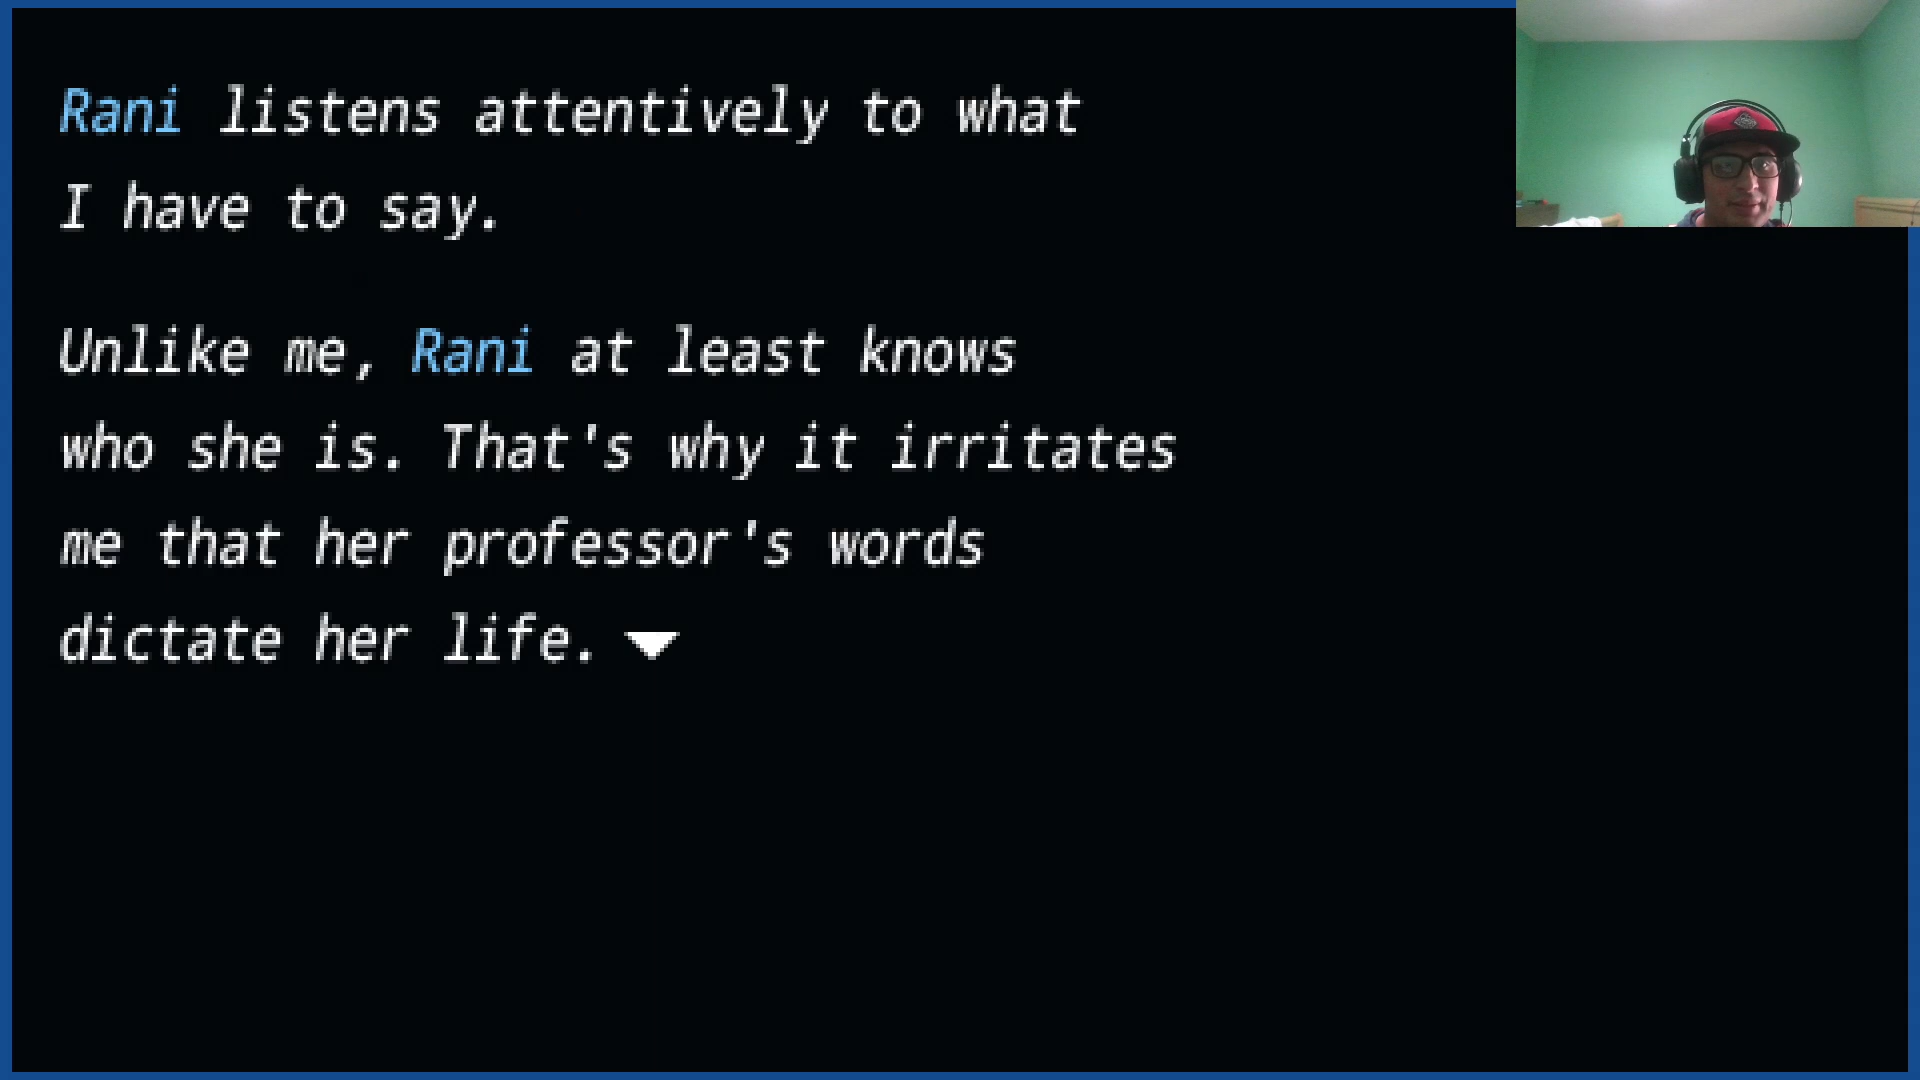 Rani listens attentively to what
I have to say.
Unlike me, Rani at least knows
who she is. That's why it irritates
me that her professor's words
dictate her life.